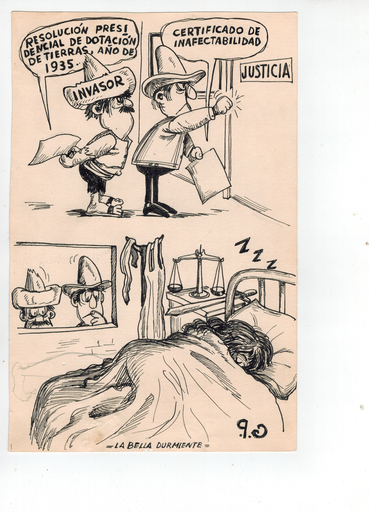 RESOLUCIÓN PRESI
DENCIAL DE DOTACIÓN
DE TIERRAS, AÑO DE
1935.
CERTIFICADO DE
INAFECTABILIDAD
INVASOR
JUSTICIA
ZZZ
G.P.
-LA BELLA DURMIENTE-